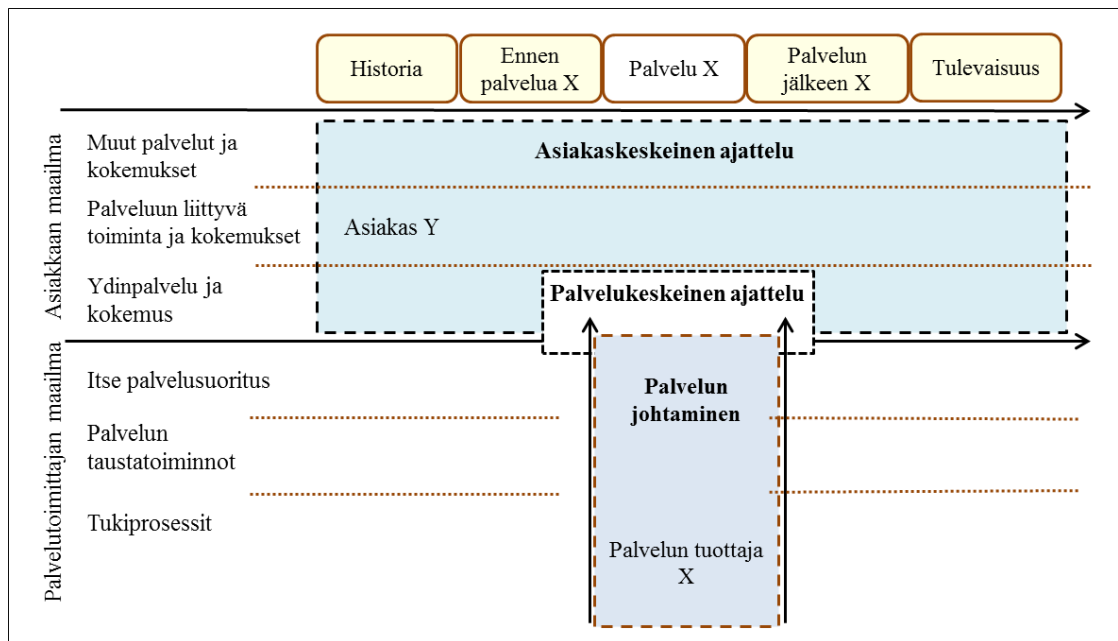 Historia
Ennen
palvelua X
Palvelu X
Palvelun
jälkeen X
Tulevaisuus
Asiakkaan maailma
Muut palvelut ja
kokemukset
Asiakaskeskeinen ajattelu
Palveluun liittyvä
toiminta ja kokemukset
Asiakas Y
Ydinpalvelu ja
kokemus
Palvelukeskeinen ajattelu
Palvelutoimittajan maailma
Itse palvelusuoritus
Palvelun
johtaminen
Palvelun
taustatoiminnot
Tukiprosessit
Palvelun tuottaja
X